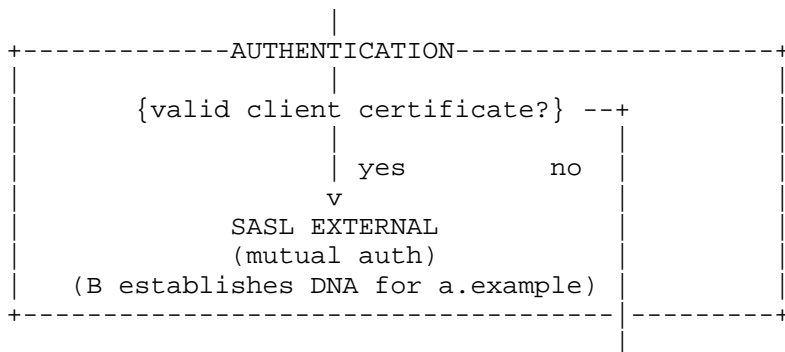 AUTHENTICATION
{valid client certificate?}
yes no
v
SASL EXTERNAL
(mutual auth)
(B establishes DNA for a.example)